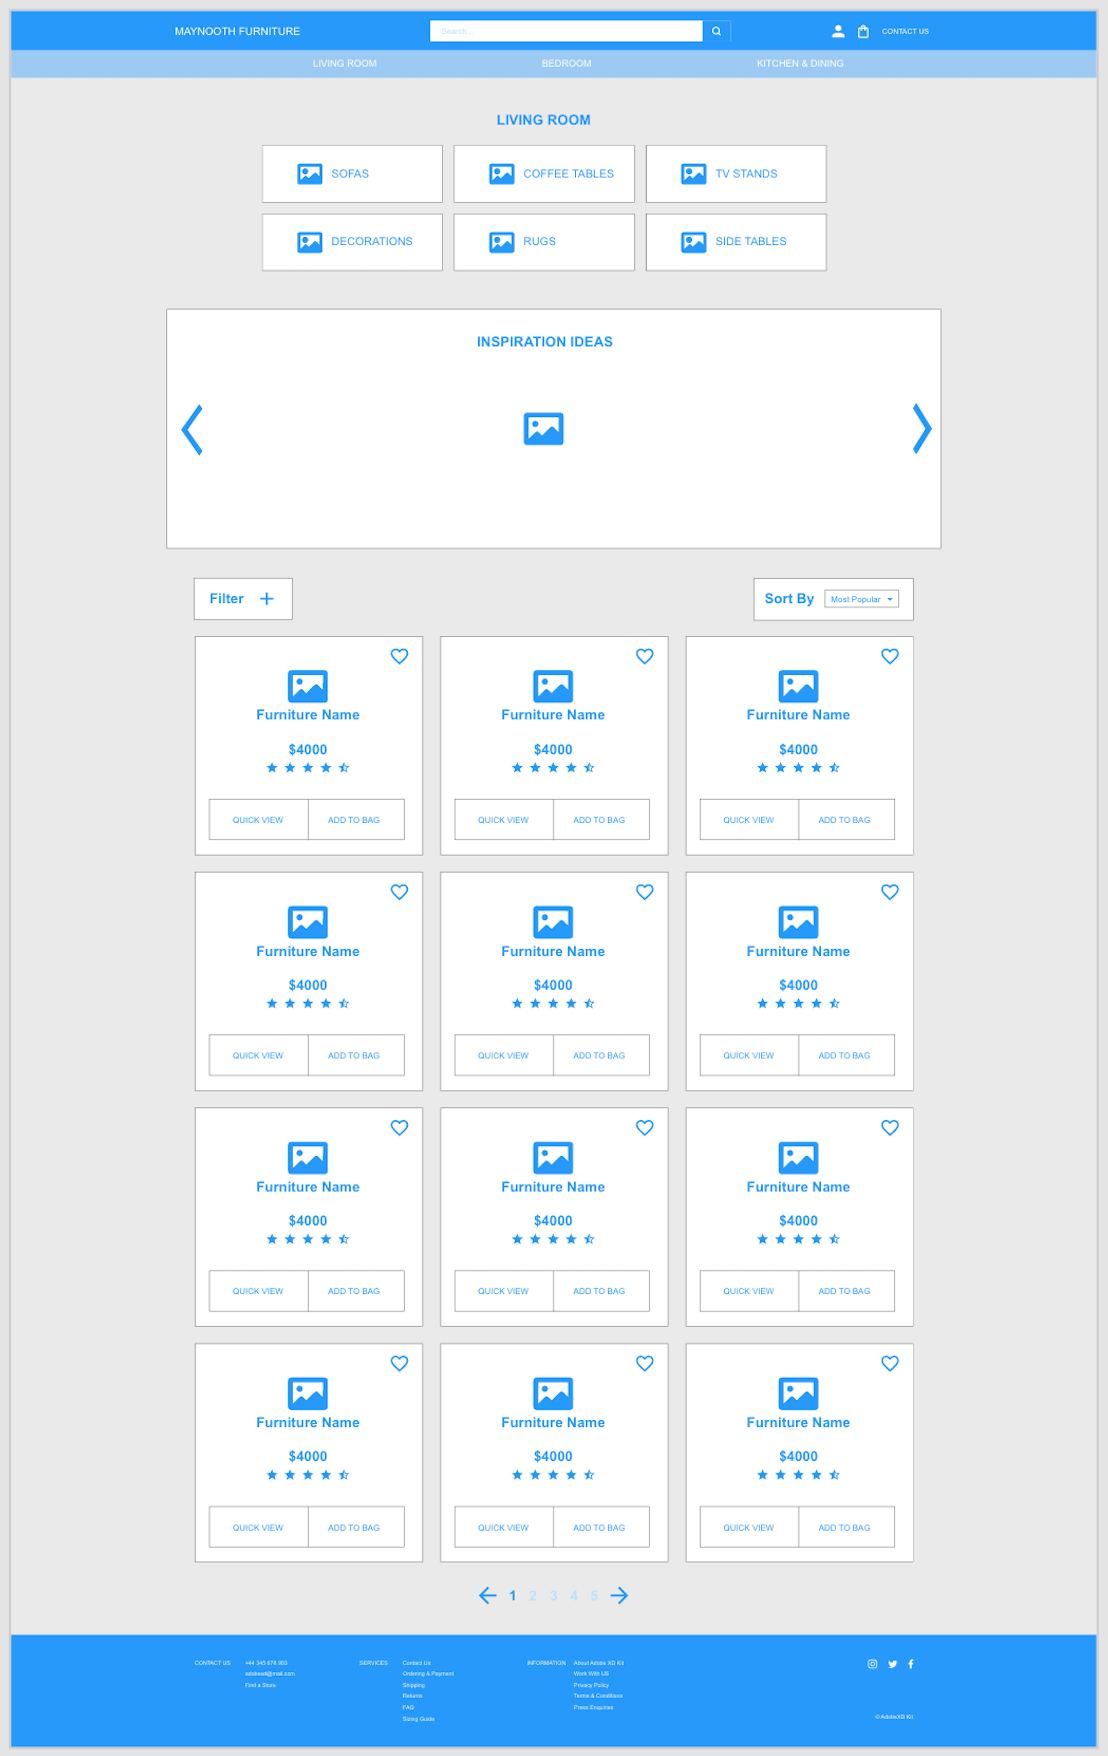 MAYNOOTH FURNITURE
Search...
CONTACT US
LIVING ROOM BEDROOM KITCHEN & DINING
LIVING ROOM
SOFAS COFFEE TABLES TV STANDS
DECORATIONS RUGS SIDE TABLES
INSPIRATION IDEAS
Filter Sort By Most Popular
Furniture Name Furniture Name Furniture Name
$4000 $4000 $4000
QUICK VIEW ADD TO BAG QUICK VIEW ADD TO BAG QUICK VIEW ADD TO BAG
Furniture Name Furniture Name Furniture Name
$4000 $4000 $4000
QUICK VIEW ADD TO BAG QUICK VIEW ADD TO BAG QUICK VIEW ADD TO BAG
Furniture Name Furniture Name Furniture Name
$4000 $4000 $4000
QUICK VIEW ADD TO BAG QUICK VIEW ADD TO BAG QUICK VIEW ADD TO BAG
Furniture Name Furniture Name Furniture Name
$4000 $4000 $4000
QUICK VIEW ADD TO BAG QUICK VIEW ADD TO BAG QUICK VIEW ADD TO BAG
1 2 3 4 5
CONTACT US
+44 345 678 903
adobexd@mail.com
Find a Store
SERVICES
Contact Us
Ordering & Payment
Shipping
Returns
FAQ
Sizing Guide
INFORMATION
About Adobe XD Kit
Work With US
Privacy Policy
Terms & Conditions
Press Enquiries
© AdobeXD Kit